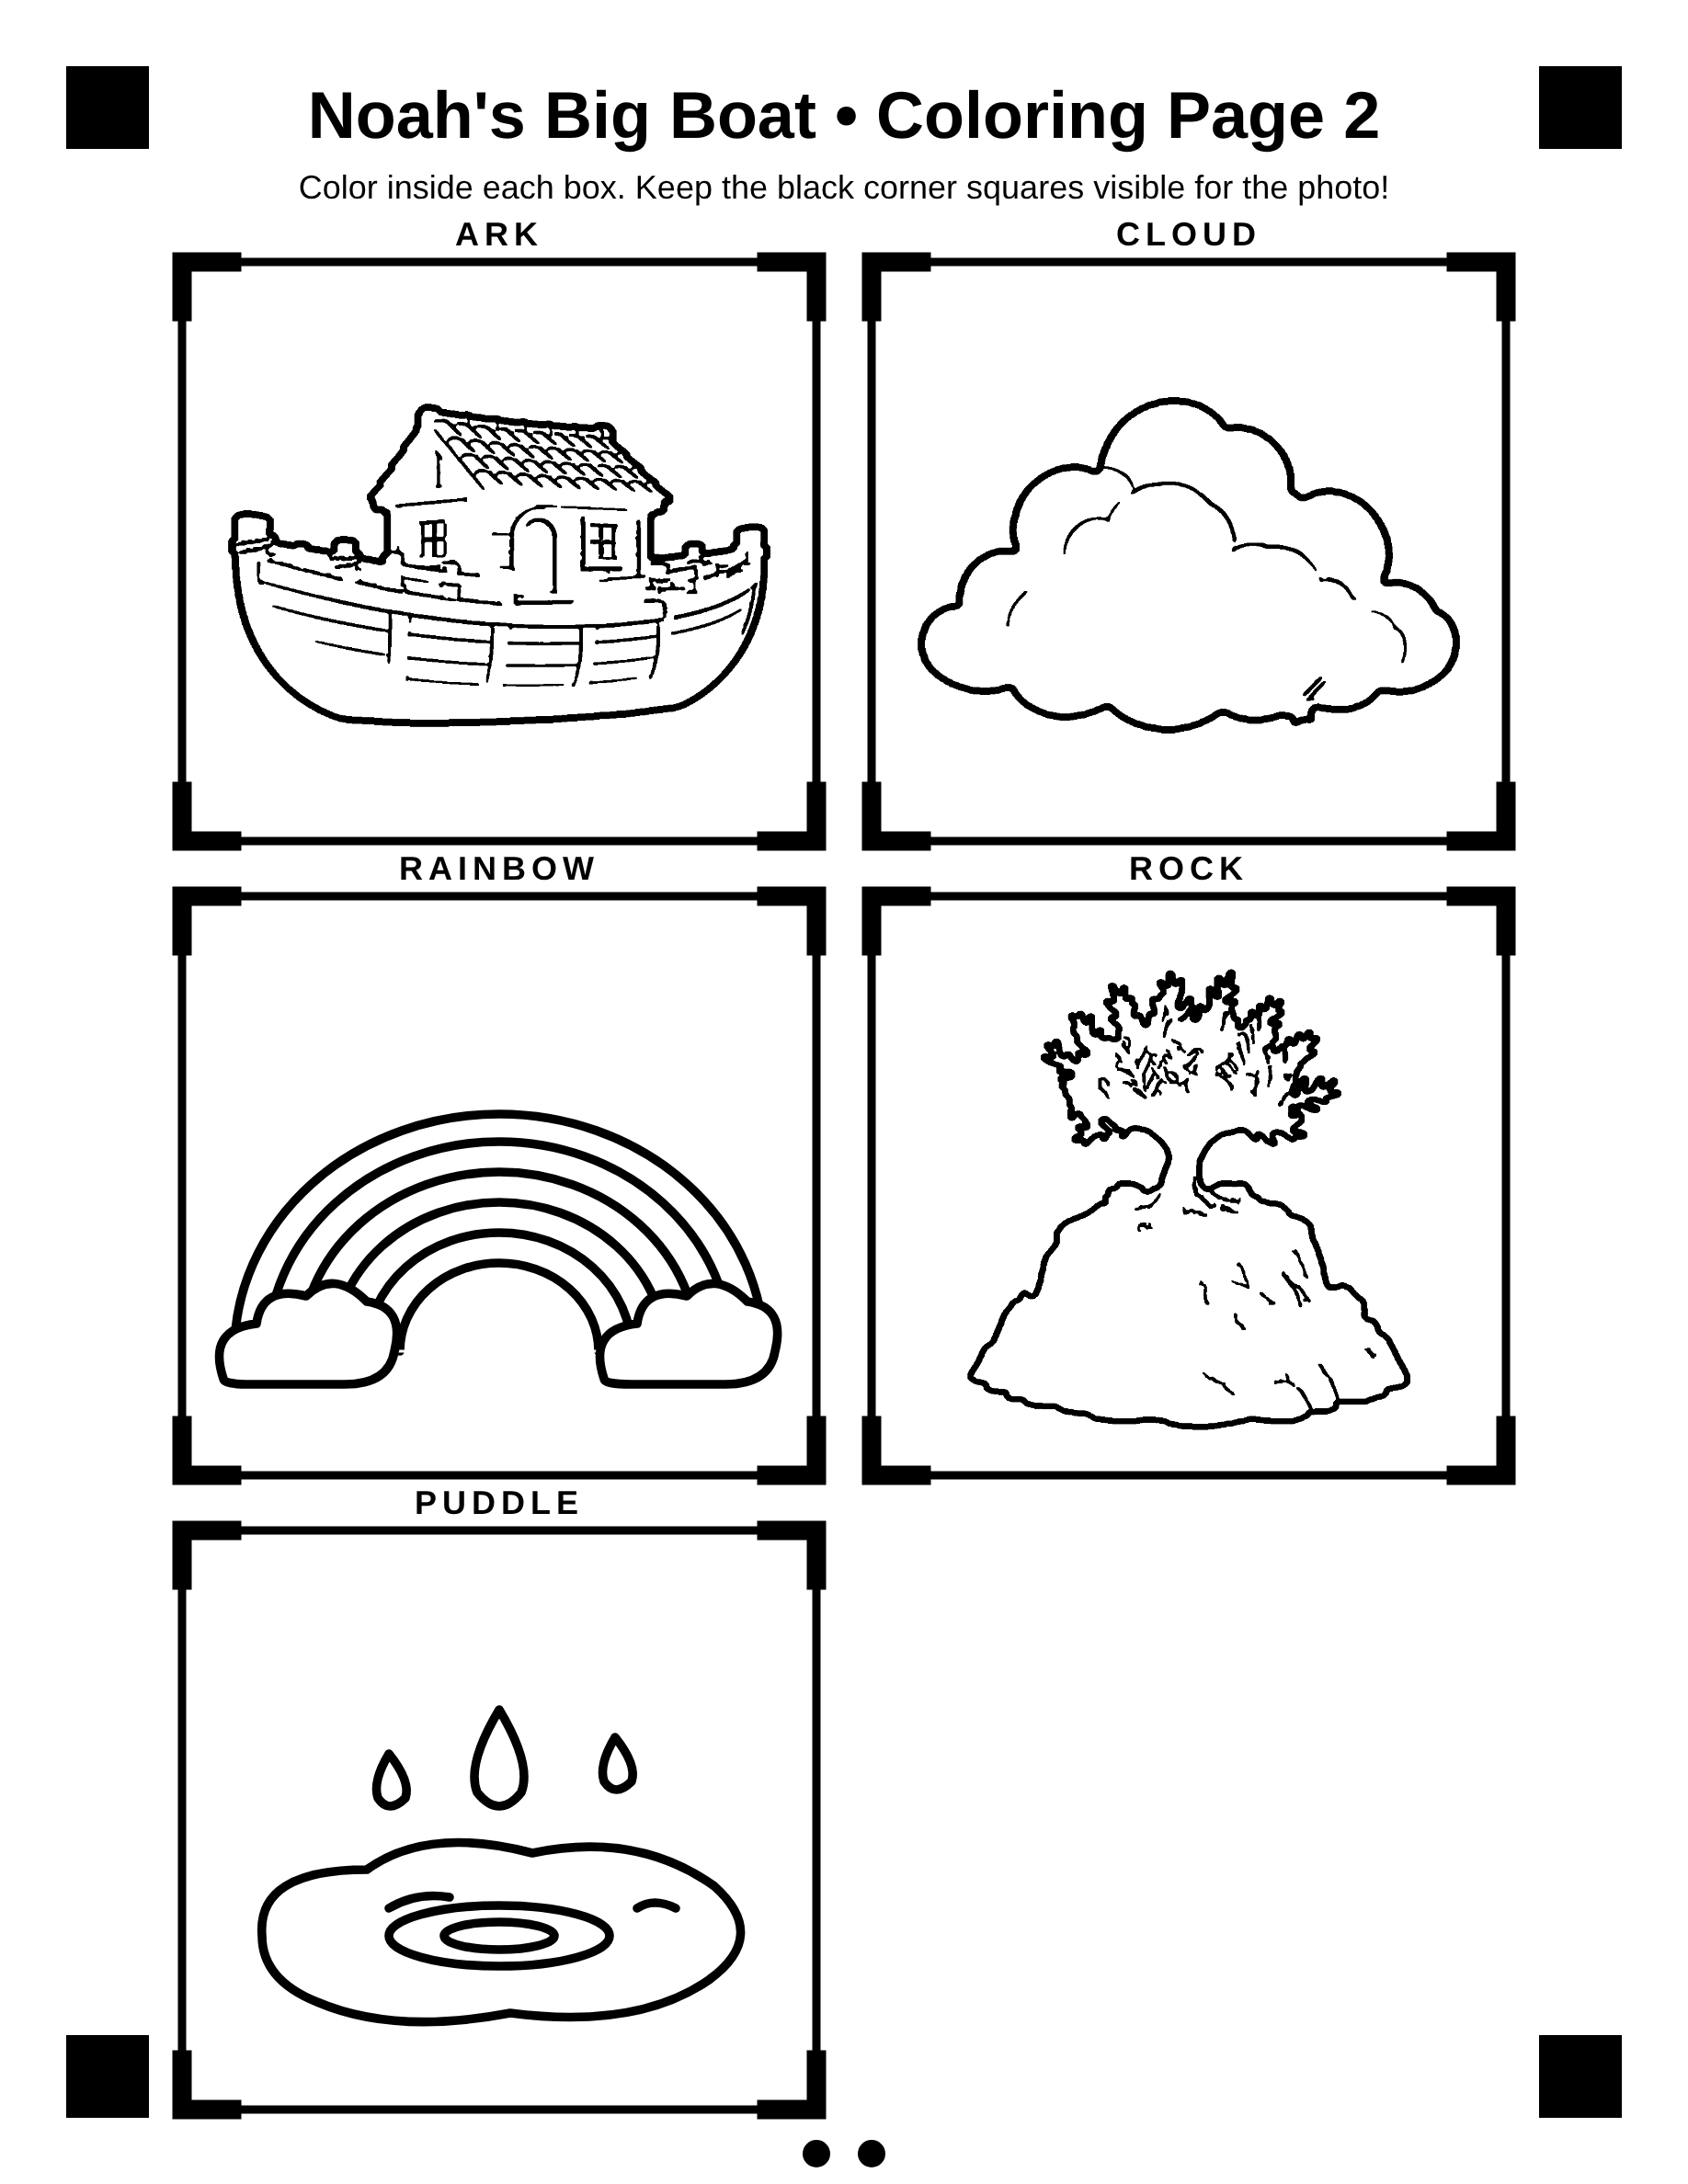 Noah's Big Boat • Coloring Page 2
Color inside each box. Keep the black corner squares visible for the photo!
ARK
CLOUD
RAINBOW
ROCK
PUDDLE